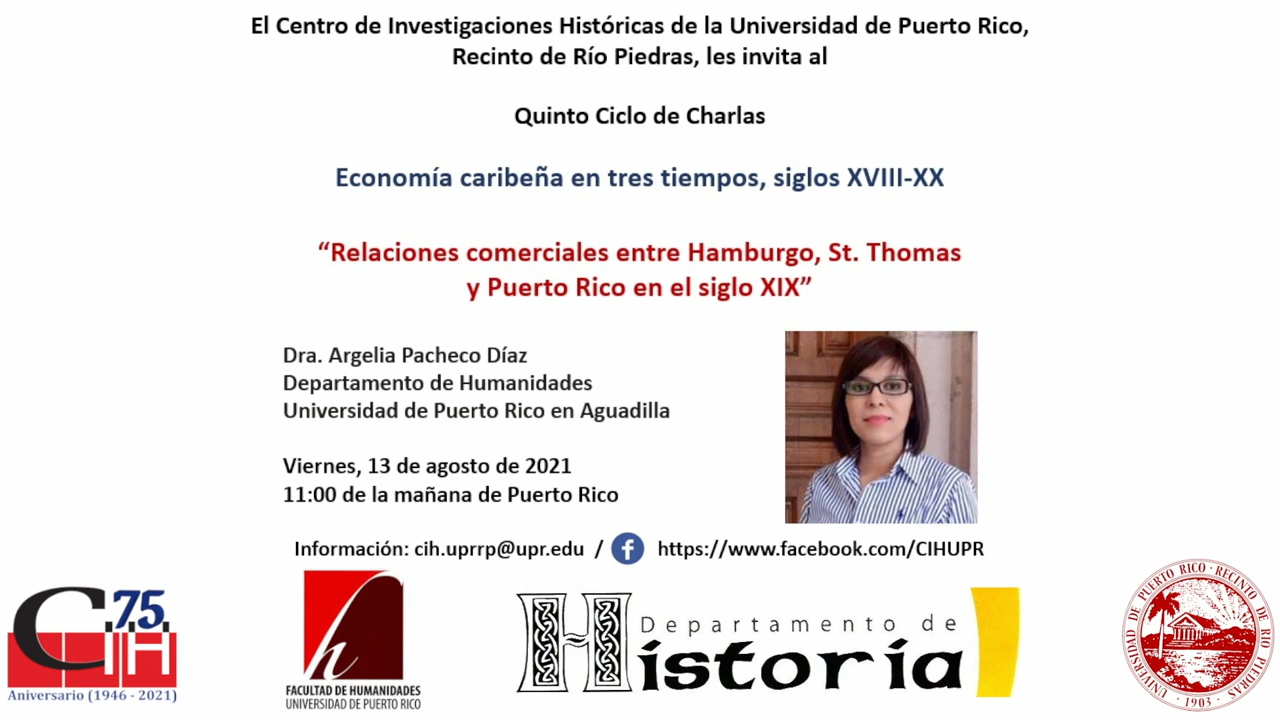 El Centro de Investigaciones Históricas de la Universidad de Puerto Rico,
Recinto de Río Piedras, les invita al
Quinto Ciclo de Charlas
Economía caribeña en tres tiempos, siglos XVIII-XX
“Relaciones comerciales entre Hamburgo, St. Thomas
y Puerto Rico en el siglo XIX”
Dra. Argelia Pacheco Díaz
Departamento de Humanidades
Universidad de Puerto Rico en Aguadilla
Viernes, 13 de agosto de 2021
11:00 de la mañana de Puerto Rico
Información: cih.uprrp@upr.edu / f https://www.facebook.com/CIHUPR
C.I.H. 75
Aniversario (1946 - 2021)
h
FACULTAD DE HUMANIDADES
UNIVERSIDAD DE PUERTO RICO
Departamento de
Historia
UNIVERSIDAD DE PUERTO RICO · RECINTO DE RÍO PIEDRAS
· 1903 ·